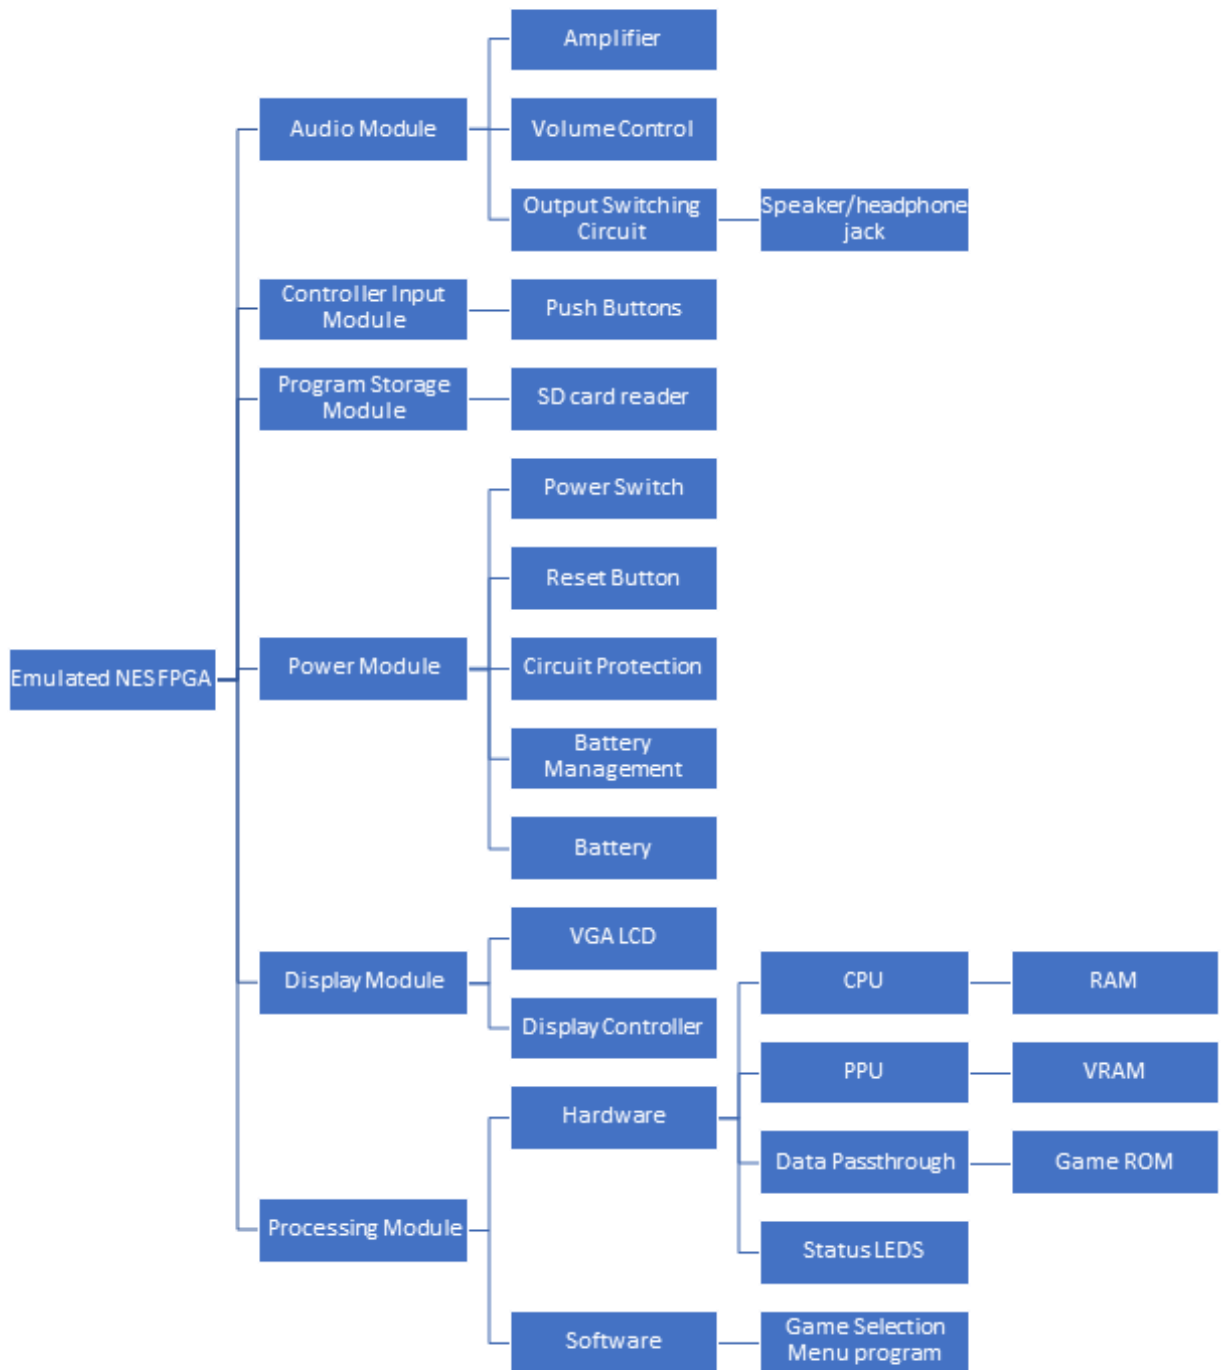 Amplifier
Audio Module
Volume Control
Output Switching
Circuit
Speaker/headphone
jack
Controller Input
Module
Push Buttons
Program Storage
Module
SD card reader
Power Switch
Reset Button
Emulated NES FPGA
Power Module
Circuit Protection
Battery
Management
Battery
VGA LCD
Display Module
Display Controller
CPU
RAM
PPU
VRAM
Hardware
Data Passthrough
Game ROM
Processing Module
Status LEDS
Software
Game Selection
Menu program